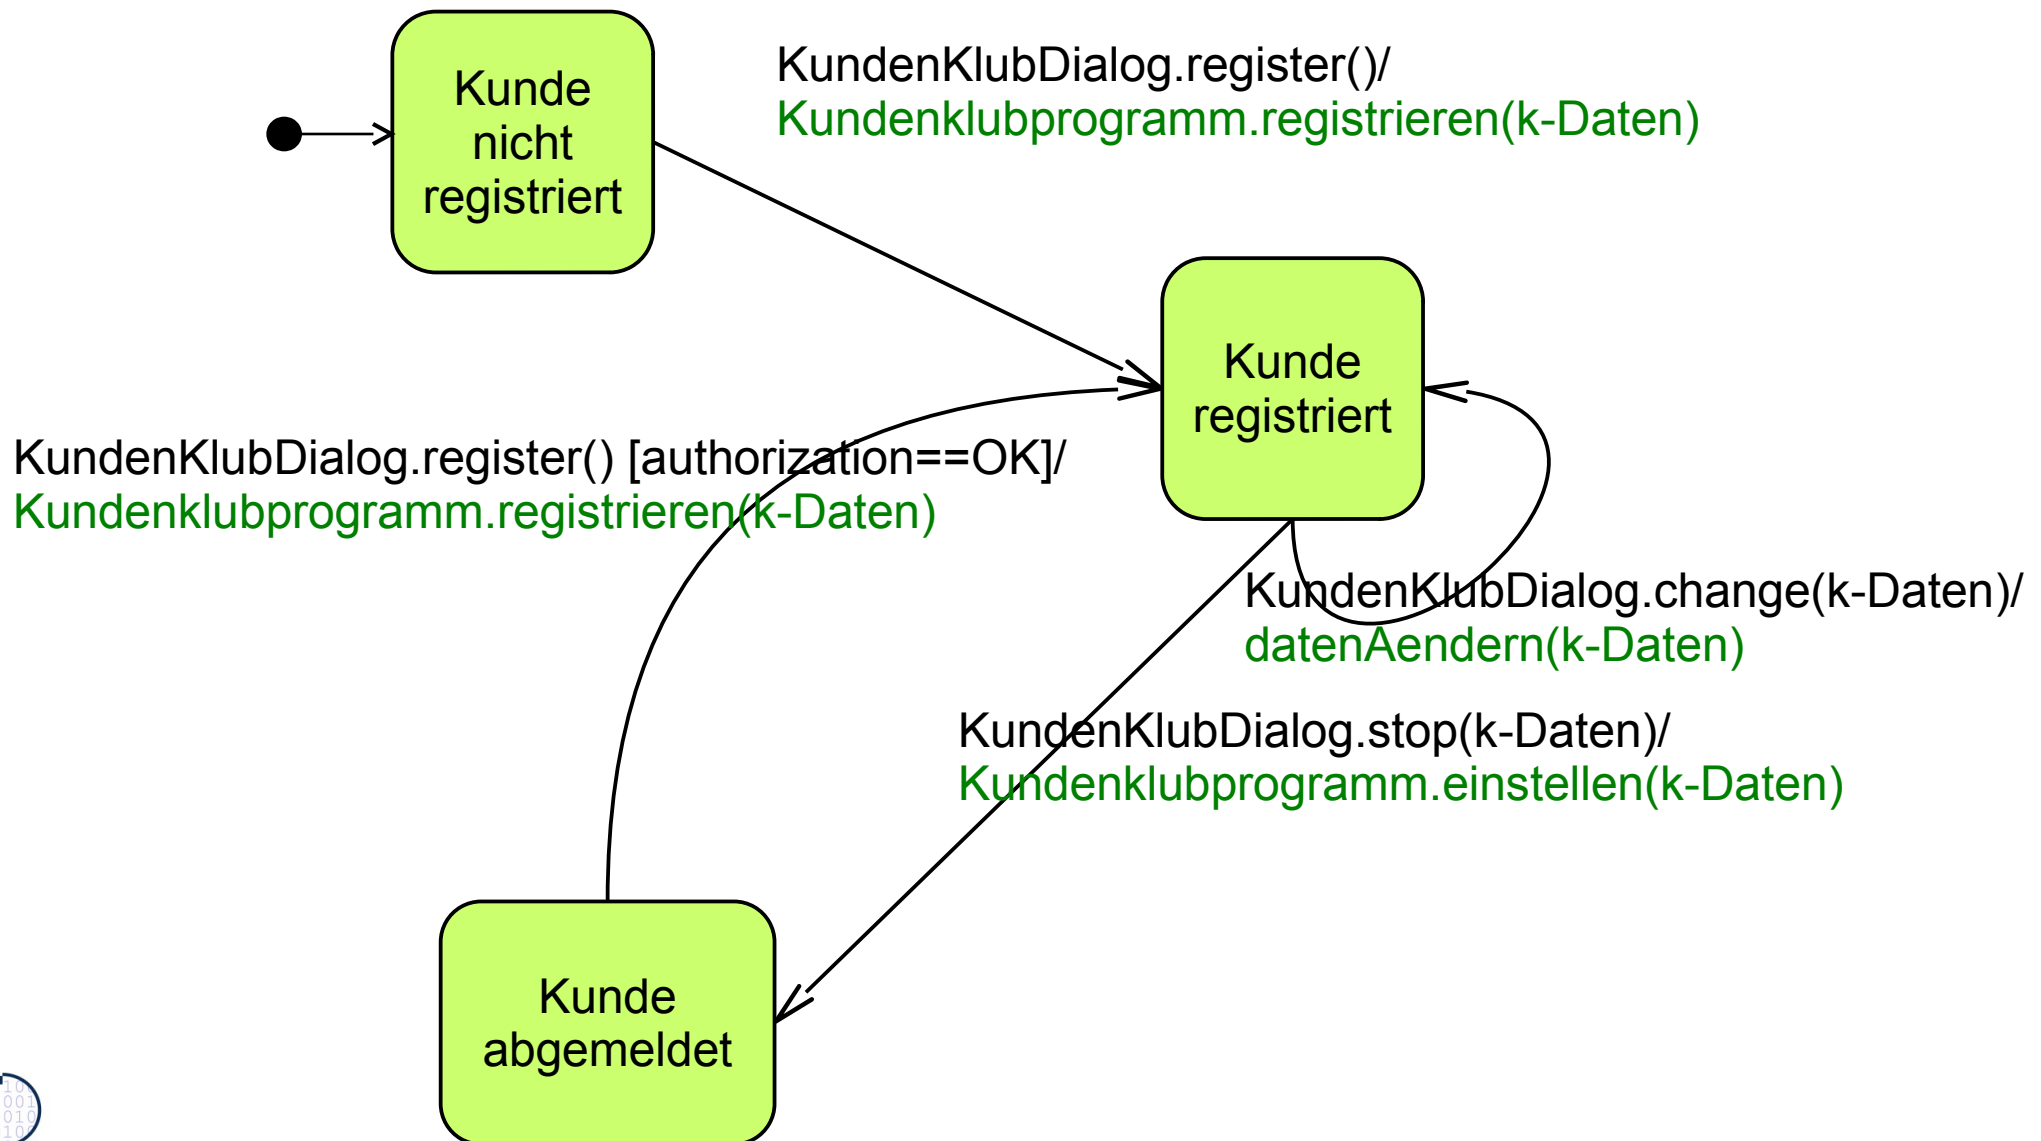 Kunde
nicht
registriert
KundenKlubDialog.register()/
Kundenklubprogramm.registrieren(k-Daten)
Kunde
registriert
KundenKlubDialog.register() [authorization==OK]/
Kundenklubprogramm.registrieren(k-Daten)
KundenKlubDialog.change(k-Daten)/
datenAendern(k-Daten)
KundenKlubDialog.stop(k-Daten)/
Kundenklubprogramm.einstellen(k-Daten)
Kunde
abgemeldet